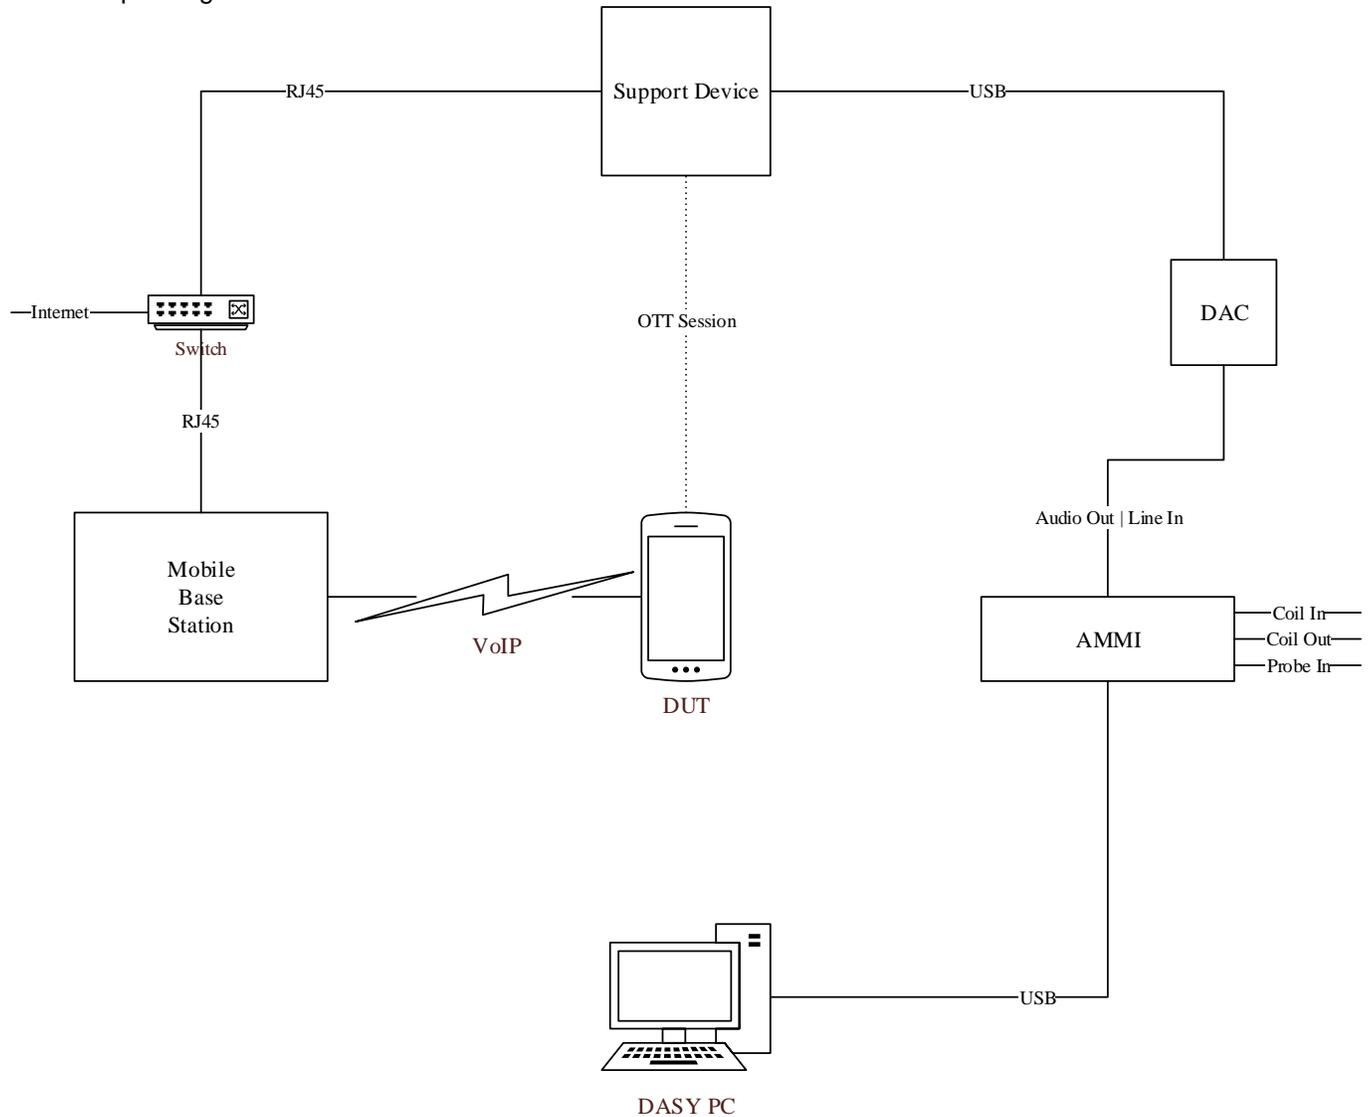 Support Device
RJ45
USB
DAC
Internet
Switch
OTT Session
RJ45
Audio Out | Line In
Mobile
Base
Station
VoIP
DUT
AMMI
Coil In
Coil Out
Probe In
USB
DASY PC